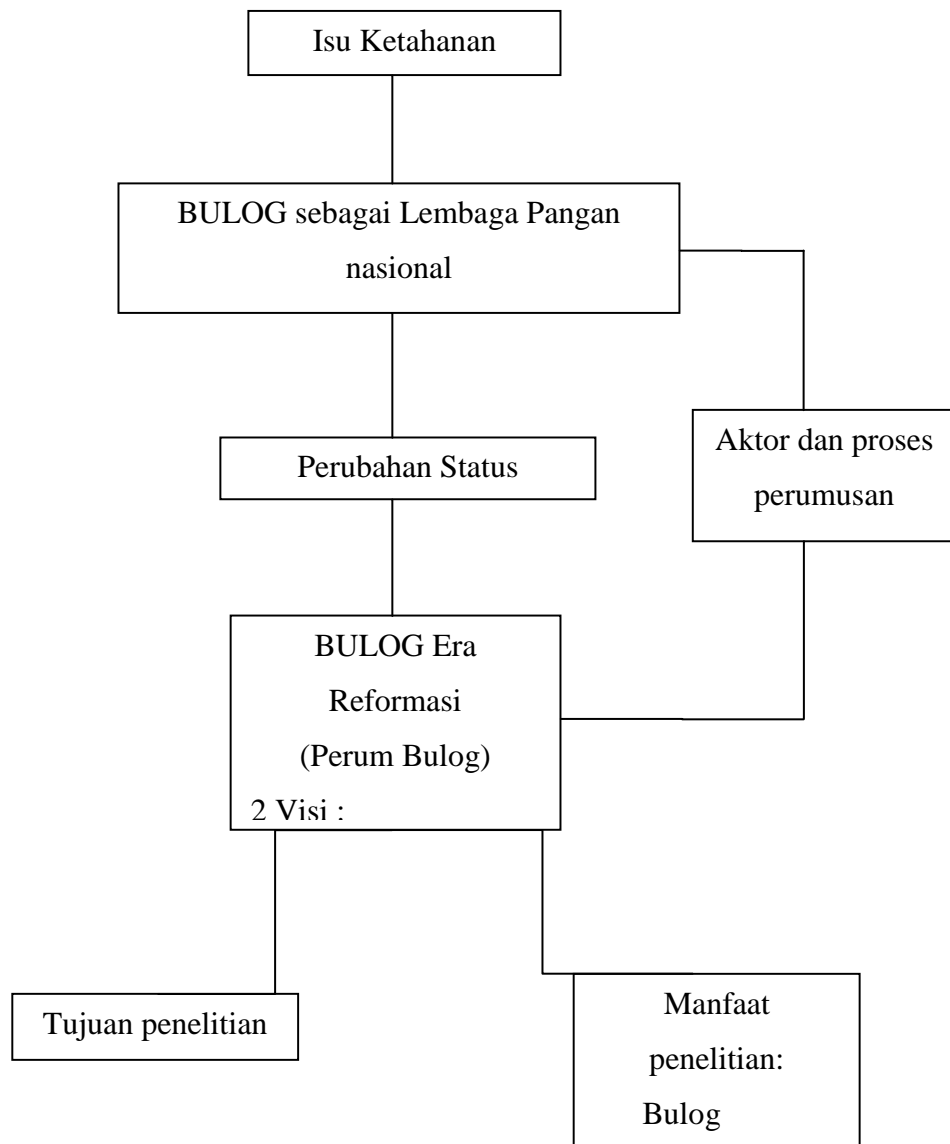 Isu Ketahanan
BULOG sebagai Lembaga Pangan
nasional
Perubahan Status
Aktor dan proses
perumusan
BULOG Era
Reformasi
(Perum Bulog)
2 Visi :
Tujuan penelitian
Manfaat
penelitian:
Bulog